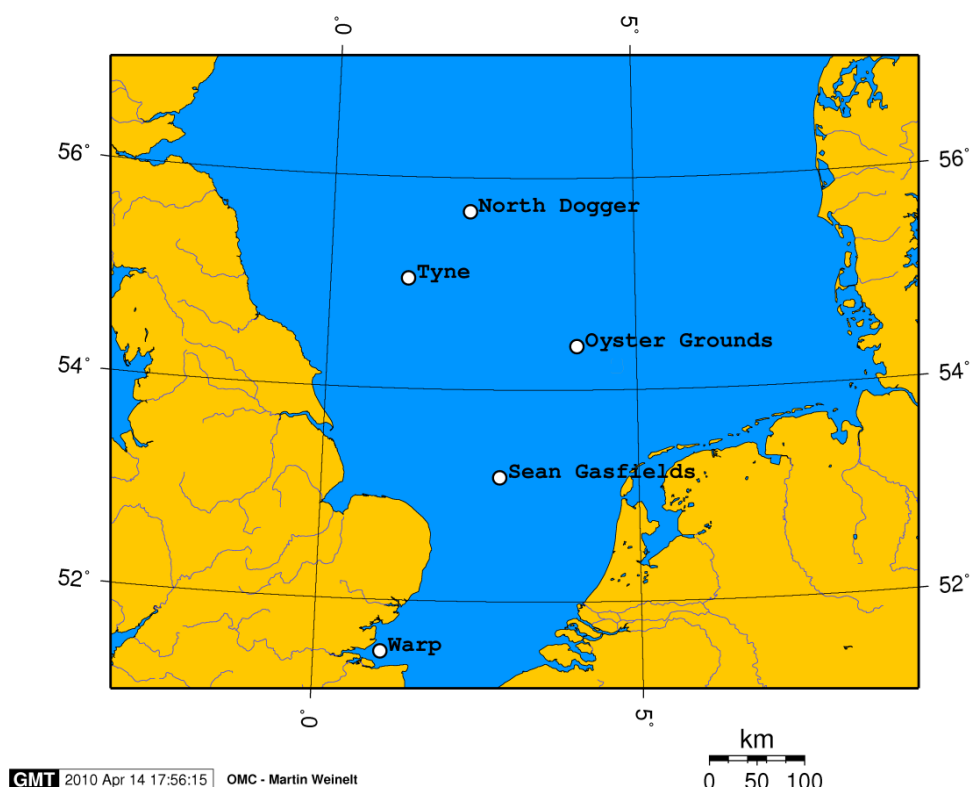 0°
5°
56°
56°
North Dogger
Tyne
Oyster Grounds
54°
54°
Sean Gasfields
52°
52°
Warp
0°
5°
km
0 50 100
GMT 2010 Apr 14 17:56:15 OMC - Martin Weinelt